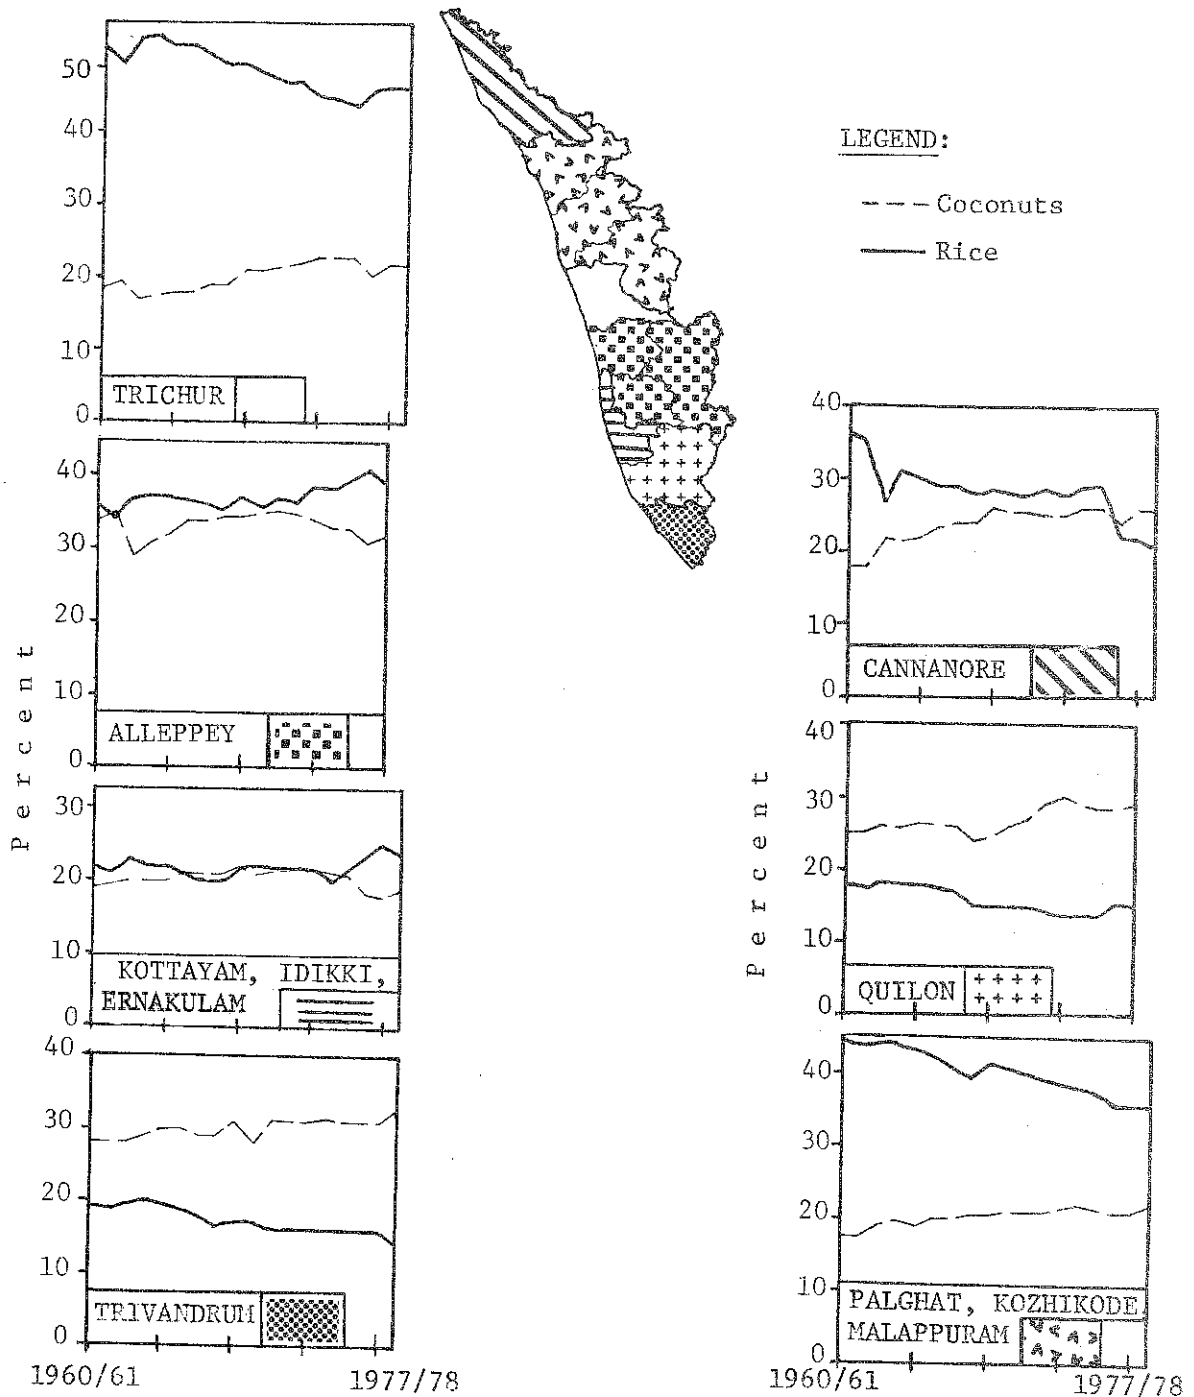 50
40
30
20
10
0
TRICHUR
40
30
20
10
0
ALLEPPEY
30
20
10
0
KOTTAYAM, IDIKKI,
ERNAKULAM
40
30
20
10
0
TRIVANDRUM
1960/61 1977/78
Percent
LEGEND:
Coconuts
Rice
40
30
20
10
0
CANNANORE
40
30
20
10
0
QUILON
40
30
20
10
0
PALGHAT, KOZHIKODE
MALAPPURAM
1960/61 1977/78
Percent